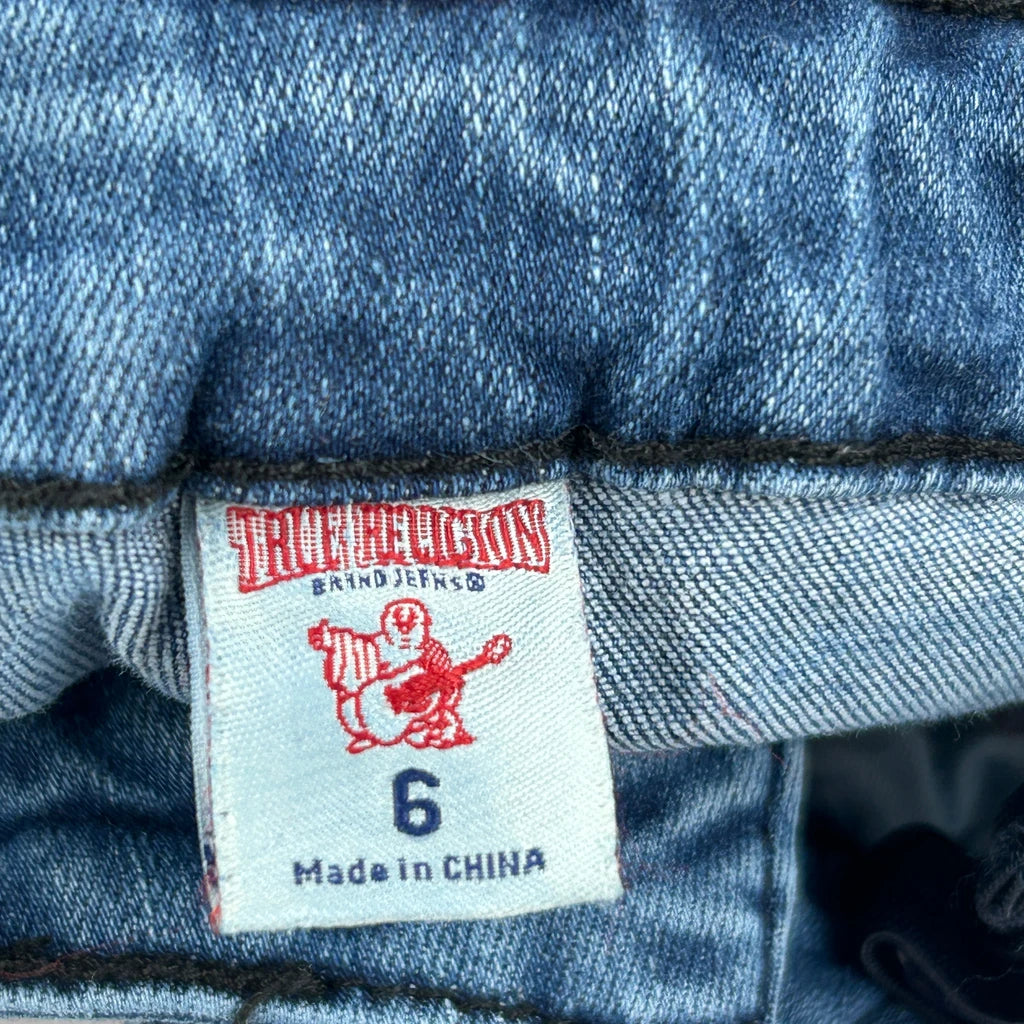 TRUE RELIGION
BRAND JEANS®
6
Made in CHINA